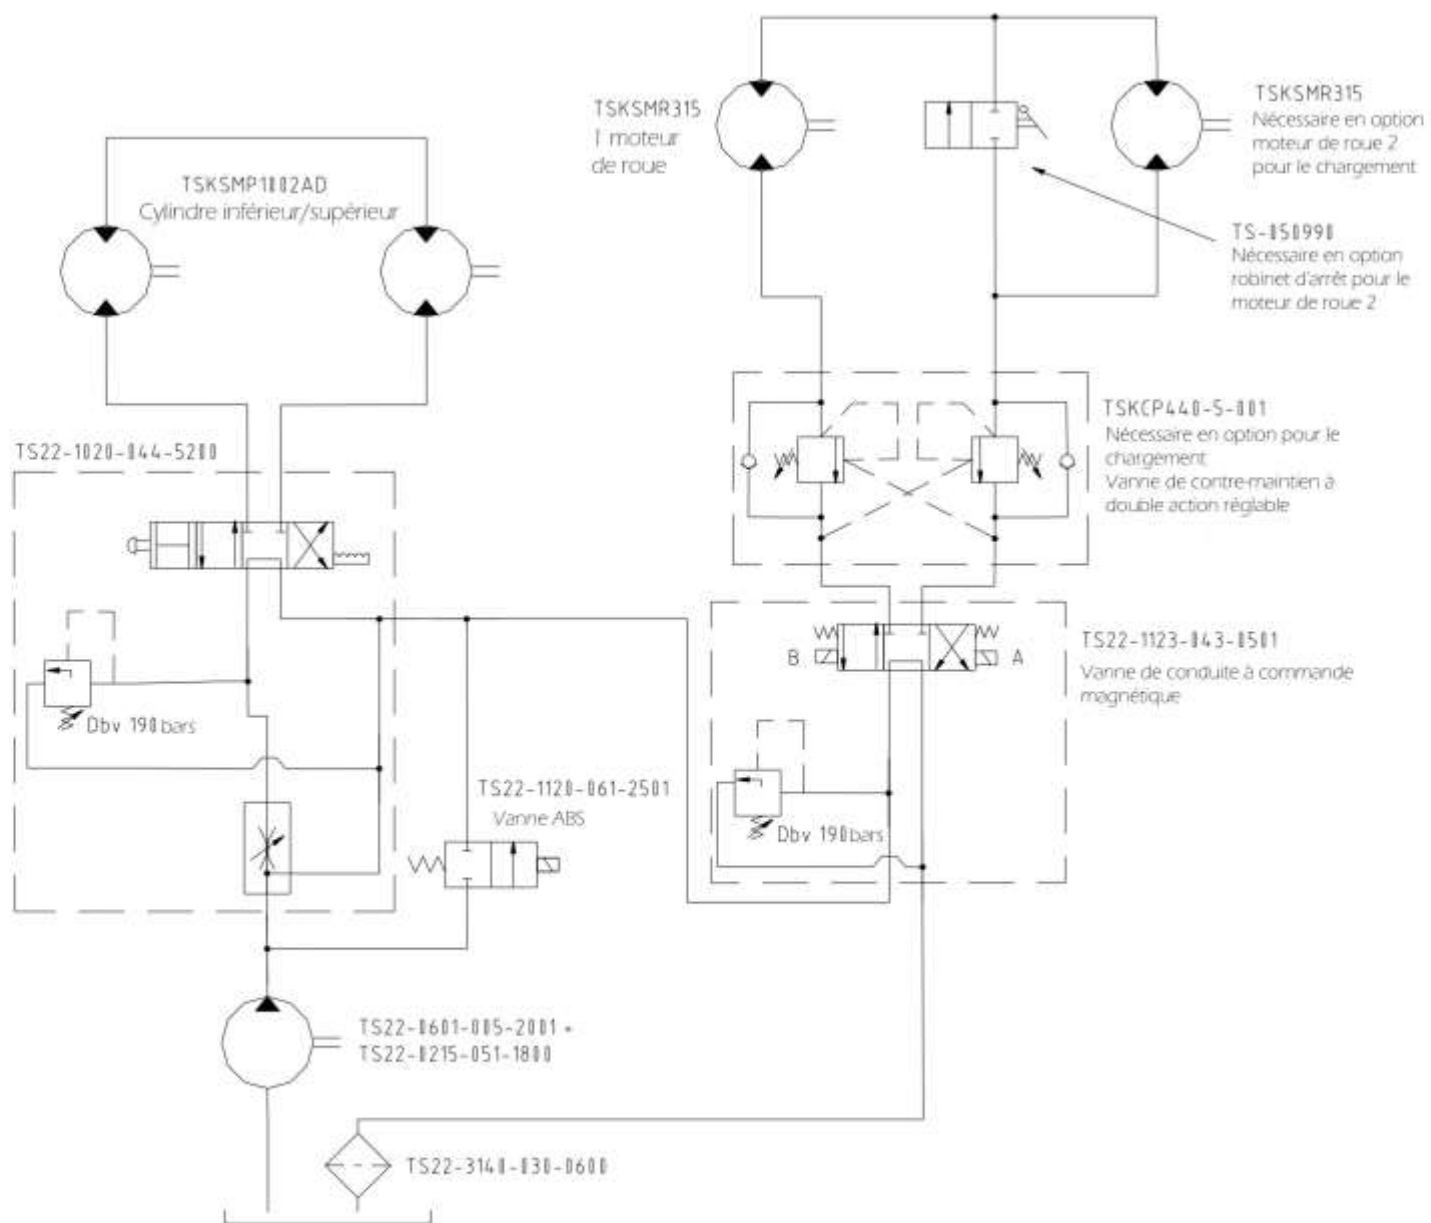 TSKSMR315
1 moteur
de roue
TSKSMR315
Nécessaire en option
moteur de roue 2
pour le chargement
TSKSMP1002AD
Cylindre inférieur/supérieur
TS-050990
Nécessaire en option
robinet d'arrêt pour le
moteur de roue 2
TSKCP440-S-001
Nécessaire en option pour le
chargement
Vanne de contre-maintien à
double action réglable
TS22-1020-044-5200
B
A
TS22-1123-043-0501
Vanne de conduite à commande
magnétique
Dbv 190 bars
TS22-1120-061-2501
Vanne ABS
Dbv 190 bars
TS22-0601-005-2001 +
TS22-0215-051-1800
TS22-3140-030-0600